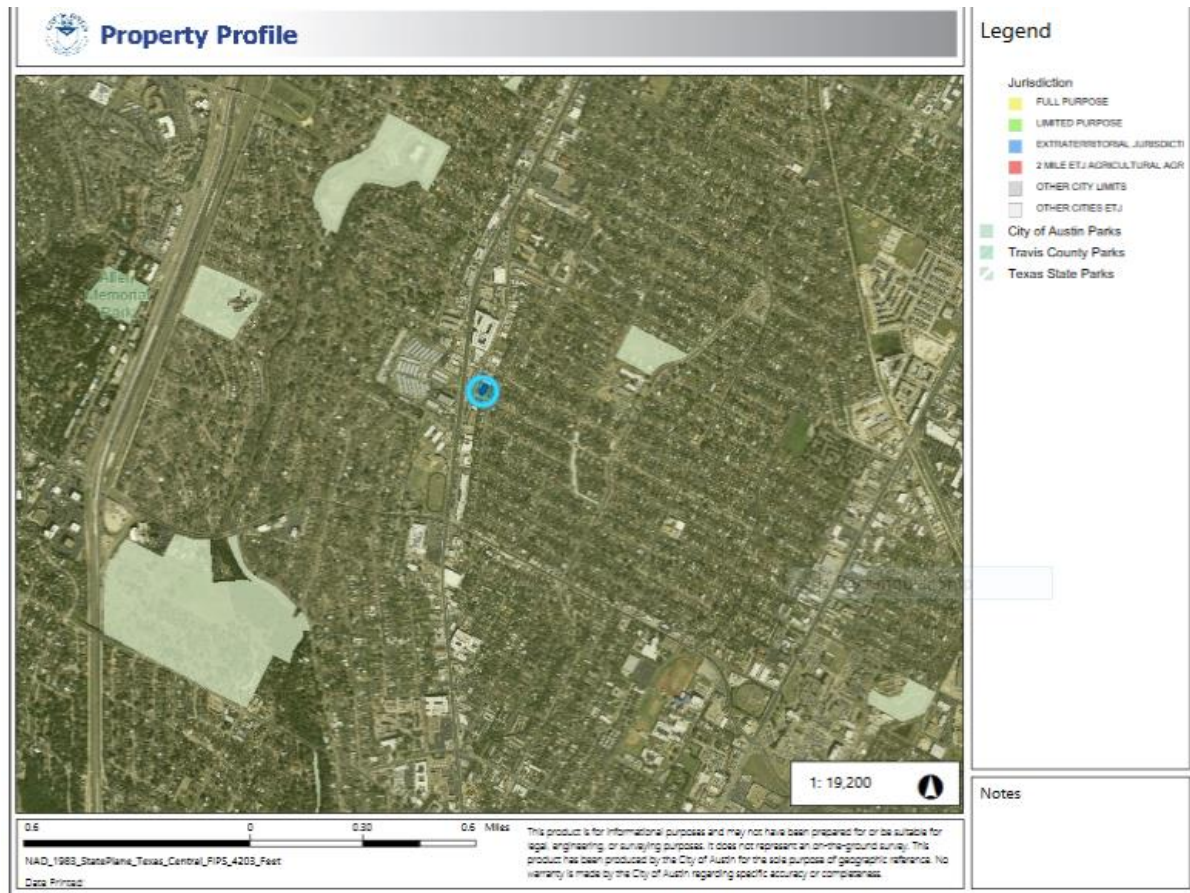 Property Profile
Legend
Jurisdiction
FULL PURPOSE
LIMITED PURPOSE
EXTRATERRITORIAL JURISDICTI
2 MILE ETJ AGRICULTURAL AGR
OTHER CITY LIMITS
OTHER CITIES ETJ
City of Austin Parks
Travis County Parks
Texas State Parks
Allen
Memorial
Park
1: 19,200
Notes
0.6 0 0.30 0.6 Miles
NAD_1983_StatePlane_Texas_Central_FIPS_4203_Feet
Date Printed:
This product is for informational purposes and may not have been prepared for or be suitable for
legal, engineering, or surveying purposes. It does not represent an on-the-ground survey. This
product has been produced by the City of Austin for the sole purpose of geographic reference. No
warranty is made by the City of Austin regarding specific accuracy or completeness.